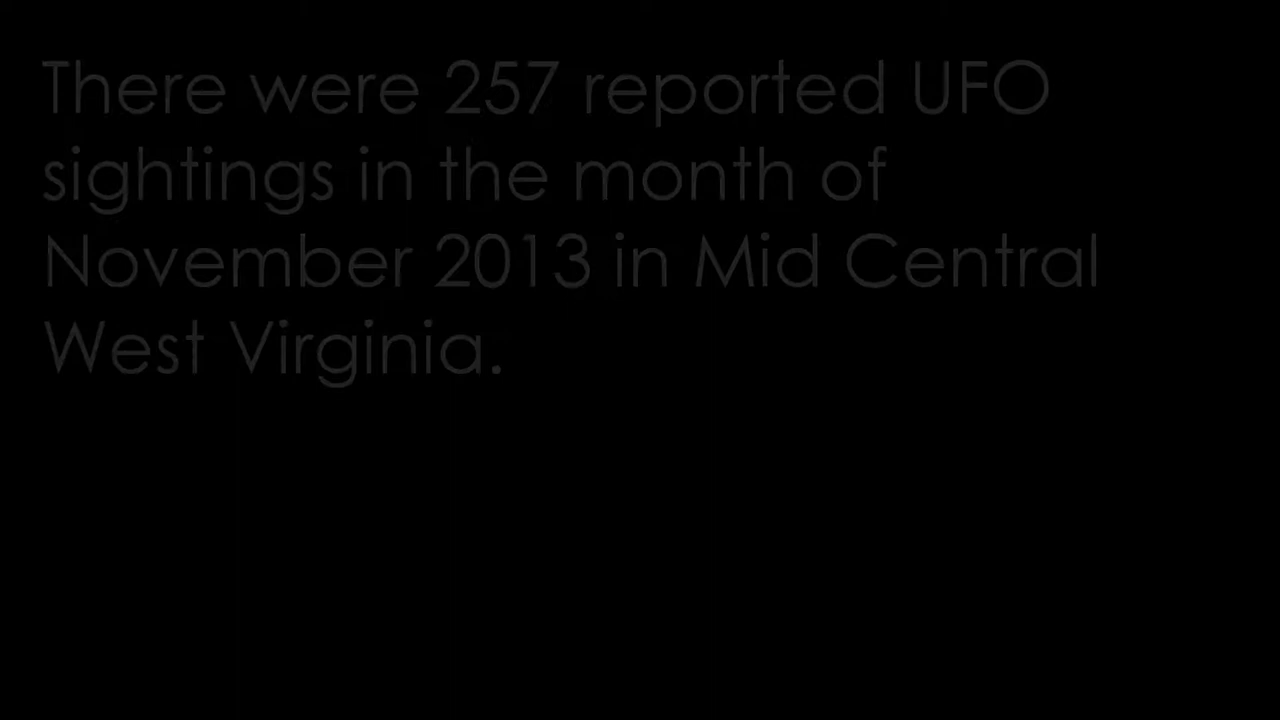 There were 257 reported UFO
sightings in the month of
November 2013 in Mid Central
West Virginia.